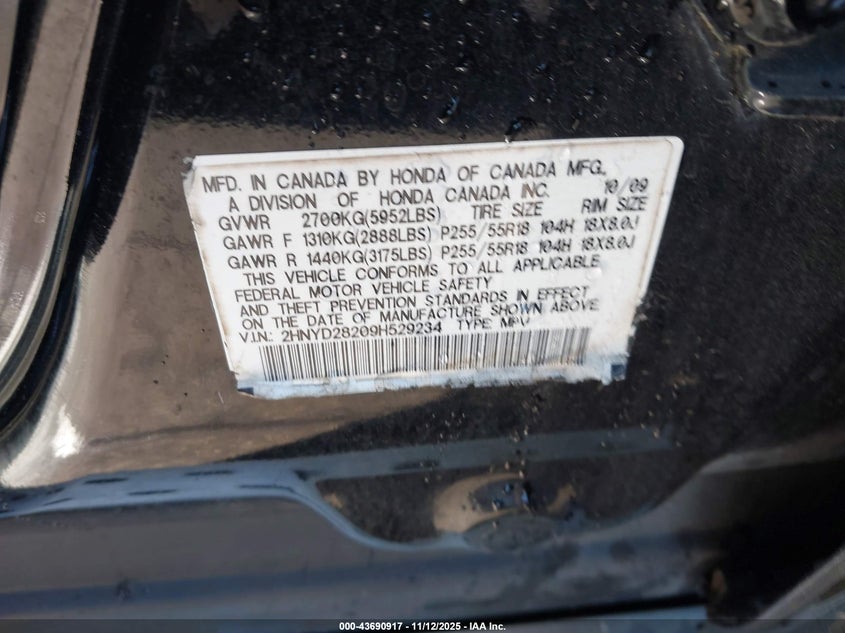 MFD. IN CANADA BY HONDA OF CANADA MFG.,
A DIVISION OF HONDA CANADA INC. 10/09
GVWR 2700KG(5952LBS) TIRE SIZE RIM SIZE
GAWR F 1310KG(2888LBS) P255/55R18 104H 18X8.0J
GAWR R 1440KG(3175LBS) P255/55R18 104H 18X8.0J
THIS VEHICLE CONFORMS TO ALL APPLICABLE
FEDERAL MOTOR VEHICLE SAFETY
AND THEFT PREVENTION STANDARDS IN EFFECT
ON THE DATE OF MANUFACTURE SHOWN ABOVE.
V.I.N.: 2HNYD28209H529234 TYPE MPV
000-43690917 - 11/12/2025 - IAA Inc.